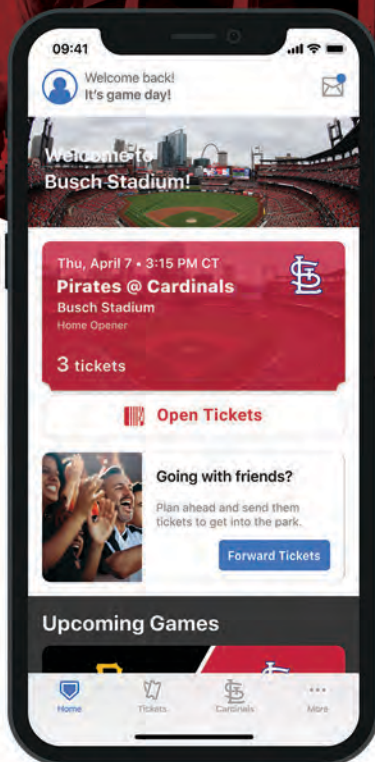 09:41
Welcome back!
It's game day!
Welcome to
Busch Stadium!
Thu, April 7 • 3:15 PM CT
Pirates @ Cardinals
Busch Stadium
Home Opener
3 tickets
Open Tickets
Going with friends?
Plan ahead and send them
tickets to get into the park.
Forward Tickets
Upcoming Games
Home
Tickets
Cardinals
More